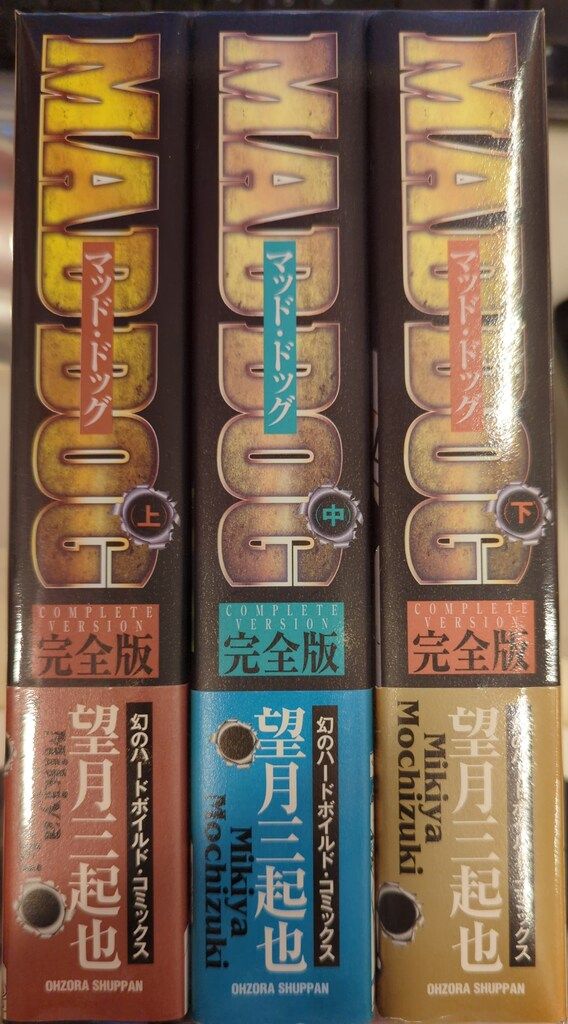 MAD DOG
マッド・ドッグ
上
COMPLETE
VERSION
完全版
幻のハードボイルド・コミックス
望月三起也
Mikiya
OHZORA SHUPPAN
MAD DOG
マッド・ドッグ
中
COMPLETE
VERSION
完全版
幻のハードボイルド・コミックス
望月三起也
Mikiya
Mochizuki
OHZORA SHUPPAN
MAD DOG
マッド・ドッグ
下
COMPLETE
VERSION
完全版
望月三起也
Mikiya
Mochizuki
OHZORA SHUPPAN